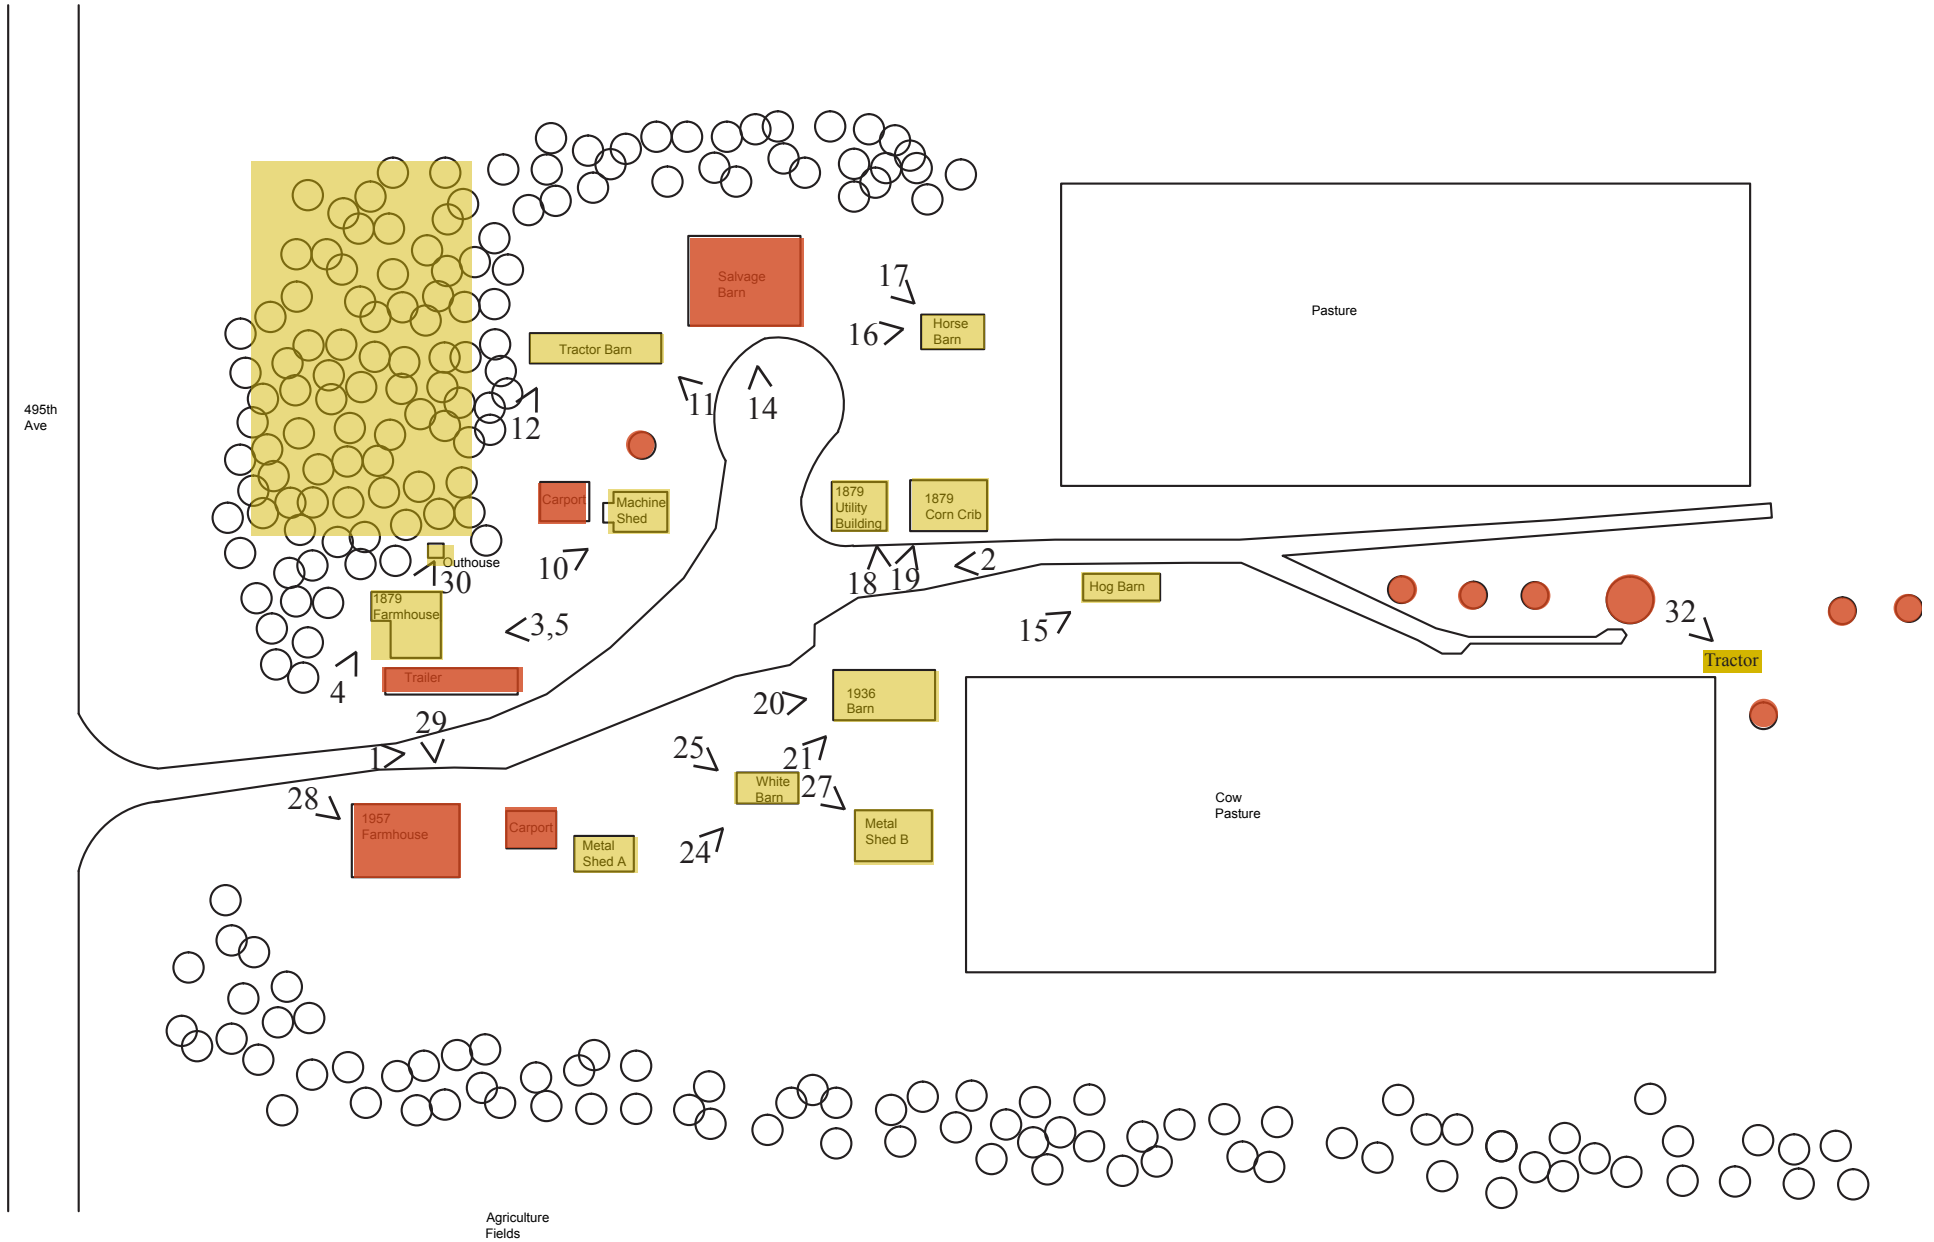 17
Salvage
Barn
Pasture
Horse
Barn
16
Tractor Barn
11
14
495th
Ave
12
1879
Utility
Building
1879
Corn Crib
Carport
Machine
Shed
Outhouse
10
2
18
19
30
Hog Barn
1879
Farmhouse
32
3,5
15
Tractor
Trailer
4
1936
Barn
20
29
25
1
21
White
Barn
27
28
Cow
Pasture
1957
Farmhouse
Carport
Metal
Shed B
Metal
Shed A
24
Agriculture
Fields